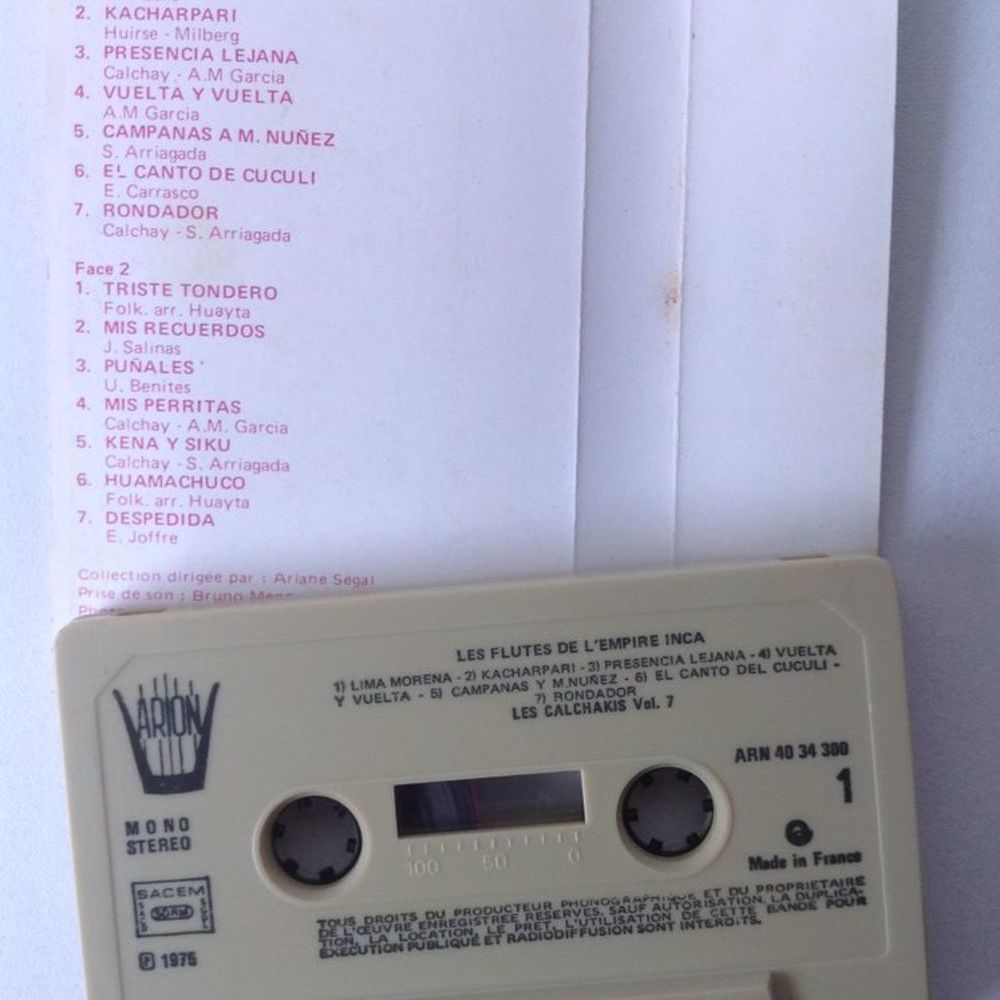 2. KACHARPARI
Huirse - Milberg
3. PRESENCIA LEJANA
Calchay - A.M Garcia
4. VUELTA Y VUELTA
A.M Garcia
5. CAMPANAS A M. NUÑEZ
S. Arriagada
6. EL CANTO DE CUCULI
E. Carrasco
7. RONDADOR
Calchay - S. Arriagada
Face 2
1. TRISTE TONDERO
Folk. arr. Huayta
2. MIS RECUERDOS
J. Salinas
3. PUÑALES
U. Benites
4. MIS PERRITAS
Calchay - A.M. Garcia
5. KENA Y SIKU
Calchay - S. Arriagada
6. HUAMACHUCO
Folk. arr. Huayta
7. DESPEDIDA
E. Joffre
Collection dirigée par : Ariane Segal
Prise de son : Bruno
LES FLUTES DE L'EMPIRE INCA
1) LIMA MORENA - 2) KACHARPARI - 3) PRESENCIA LEJANA - 4) VUELTA
Y VUELTA - 5) CAMPANAS Y M.NUÑEZ - 6) EL CANTO DEL CUCULI -
7) RONDADOR
LES CALCHAKIS Vol. 7
ARION
ARN 40 34 300
1
MONO
STEREO
100 50 0
Made in France
SACEM
SACD SDRM SGDL
TOUS DROITS DU PRODUCTEUR PHONOGRAPHIQUE ET DU PROPRIETAIRE
DE L'ŒUVRE ENREGISTREE RESERVES. SAUF AUTORISATION, LA DUPLICA-
TION, LA LOCATION, LE PRET, L'UTILISATION DE CETTE BANDE POUR
EXECUTION PUBLIQUE ET RADIODIFFUSION SONT INTERDITS.
Ⓟ 1975